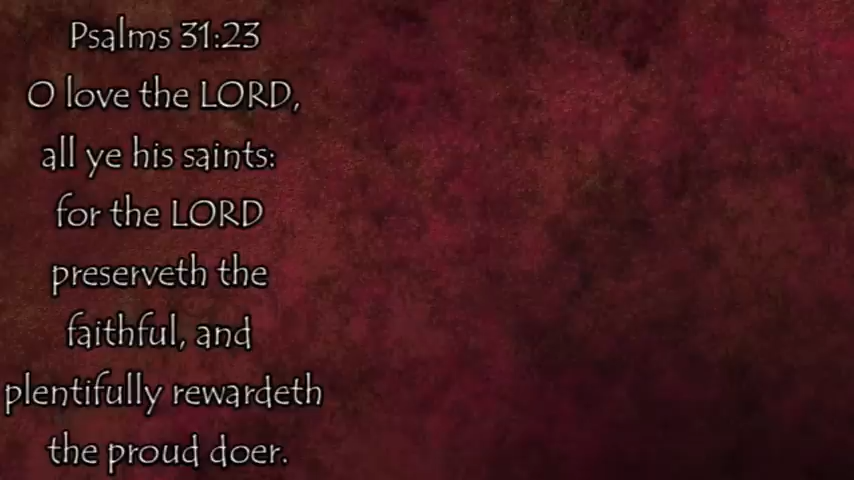 Psalms 31:23
O love the LORD,
all ye his saints:
for the LORD
preserveth the
faithful, and
plentifully rewardeth
the proud doer.